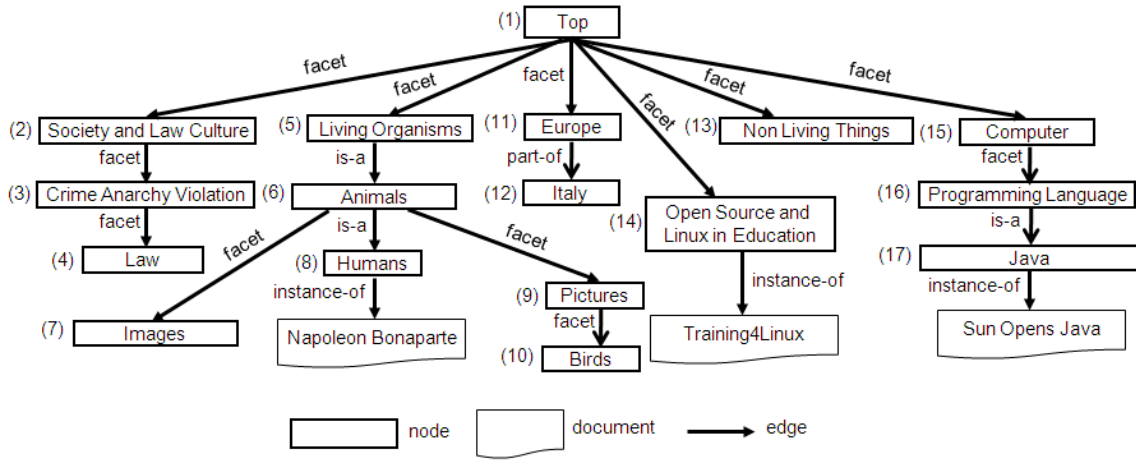 (1) Top
facet
facet
facet
facet
facet
facet
(2) Society and Law Culture
(5) Living Organisms
(11) Europe
(13) Non Living Things
(15) Computer
facet
is-a
part-of
facet
(3) Crime Anarchy Violation
(6) Animals
(12) Italy
(14) Open Source and
Linux in Education
(16) Programming Language
facet
facet
is-a
facet
is-a
(4) Law
(8) Humans
(17) Java
instance-of
(9) Pictures
instance-of
instance-of
(7) Images
Napoleon Bonaparte
facet
Training4Linux
Sun Opens Java
(10) Birds
node
document
edge